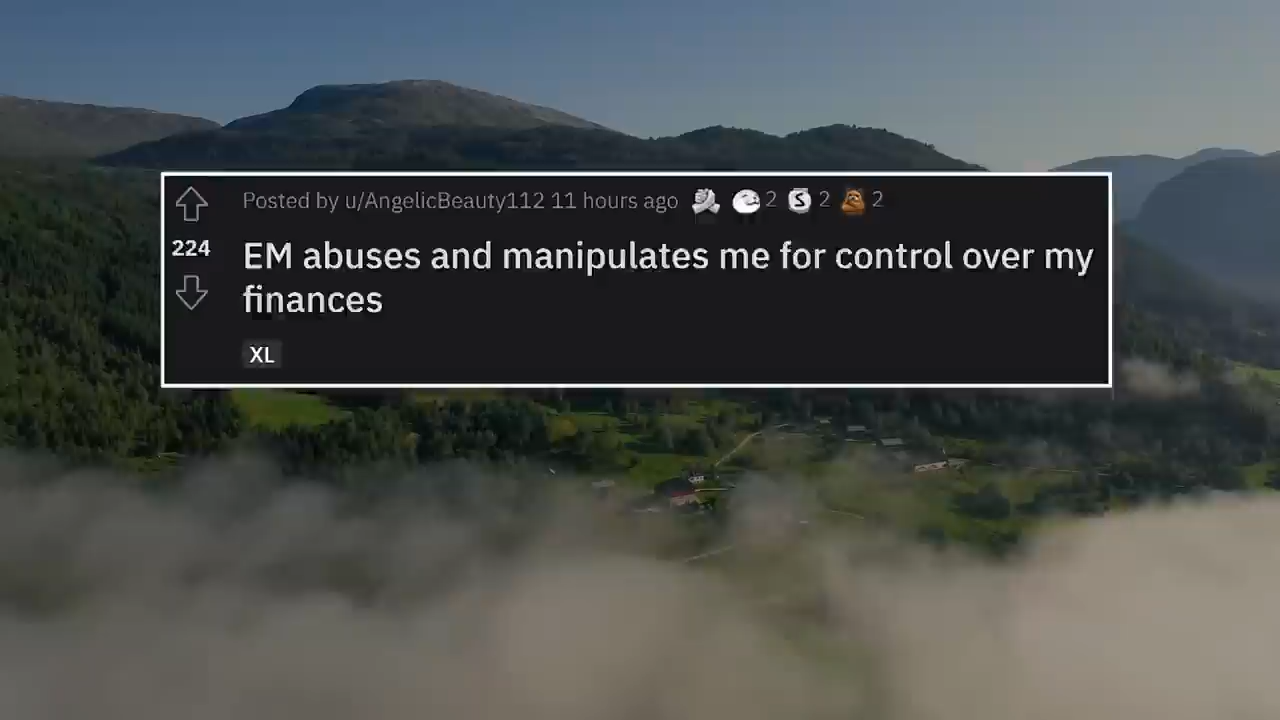 Posted by u/AngelicBeauty112 11 hours ago 2 2 2
224
EM abuses and manipulates me for control over my
finances
XL